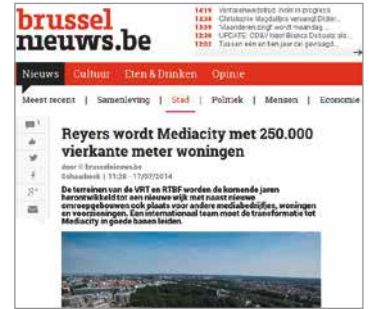 brussel
nieuws.be
Nieuws Cultuur Eten & Drinken Opinie
Meest recent | Samenleving | Stad | Politiek | Mensen | Economie
Reyers wordt Mediacity met 250.000
vierkante meter woningen
door © brusselnieuws.be
Schaarbeek | 11:28 - 17/07/2014
De terreinen van de VRT en RTBF worden de komende jaren
herontwikkeld tot een nieuwe wijk met naast nieuwe
omroepgebouwen ook plaats voor andere mediabedrijfjes, woningen
en voorzieningen. Een internationaal team moet de transformatie tot
Mediacity in goede banen leiden.